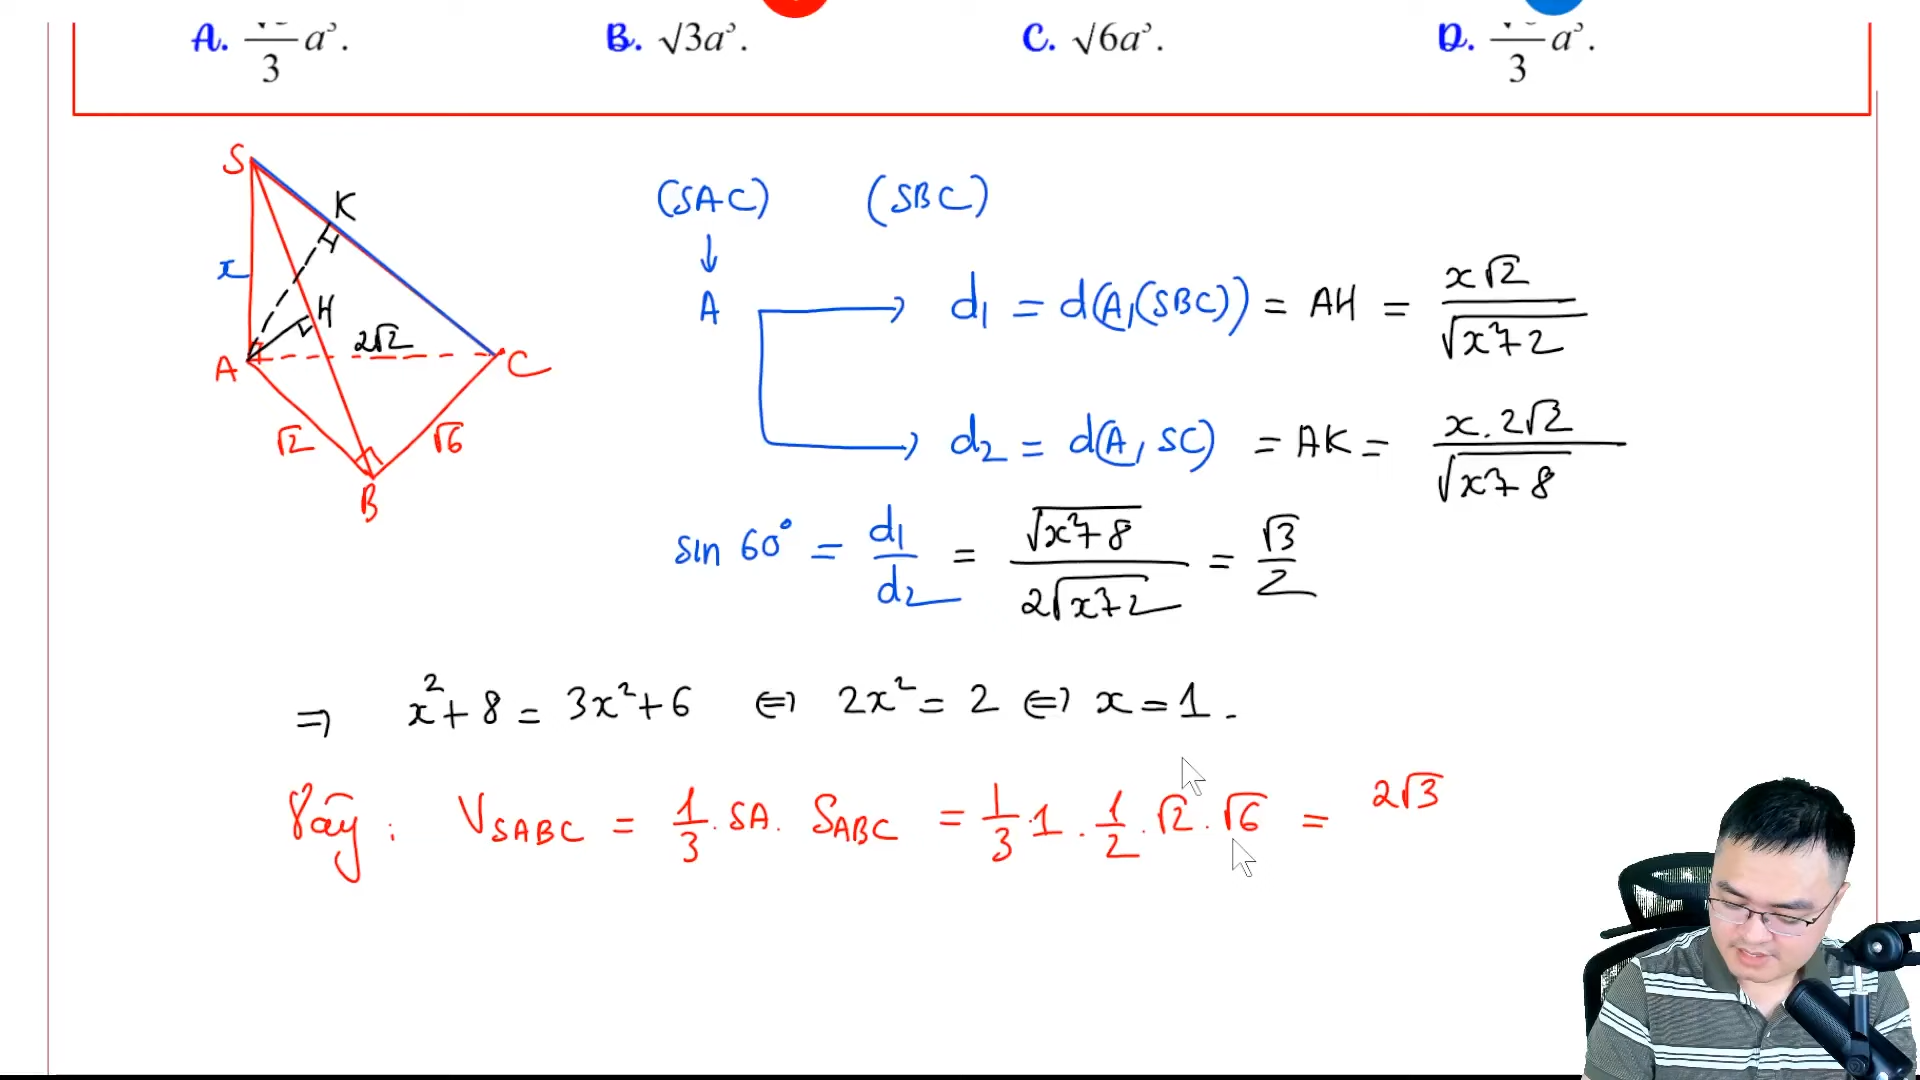 A. —/3 a³. B. √3a³. C. √6a³. D. —/3 a³.
S
K
(SAC) (SBC)
x
H
A
d₁ = d(A,(SBC)) = AH = x√2/√(x²+2)
2√2
A C
√2 √6
d₂ = d(A, SC) = AK = x.2√2/√(x²+8)
B
sin 60° = d₁/d₂ = √(x²+8)/2√(x²+2) = √3/2
⇒ x²+8 = 3x²+6 ⇔ 2x² = 2 ⇔ x = 1.
Vậy: V_SABC = 1/3 . SA . S_ABC = 1/3 . 1 . 1/2 . √2 . √6 = 2√3